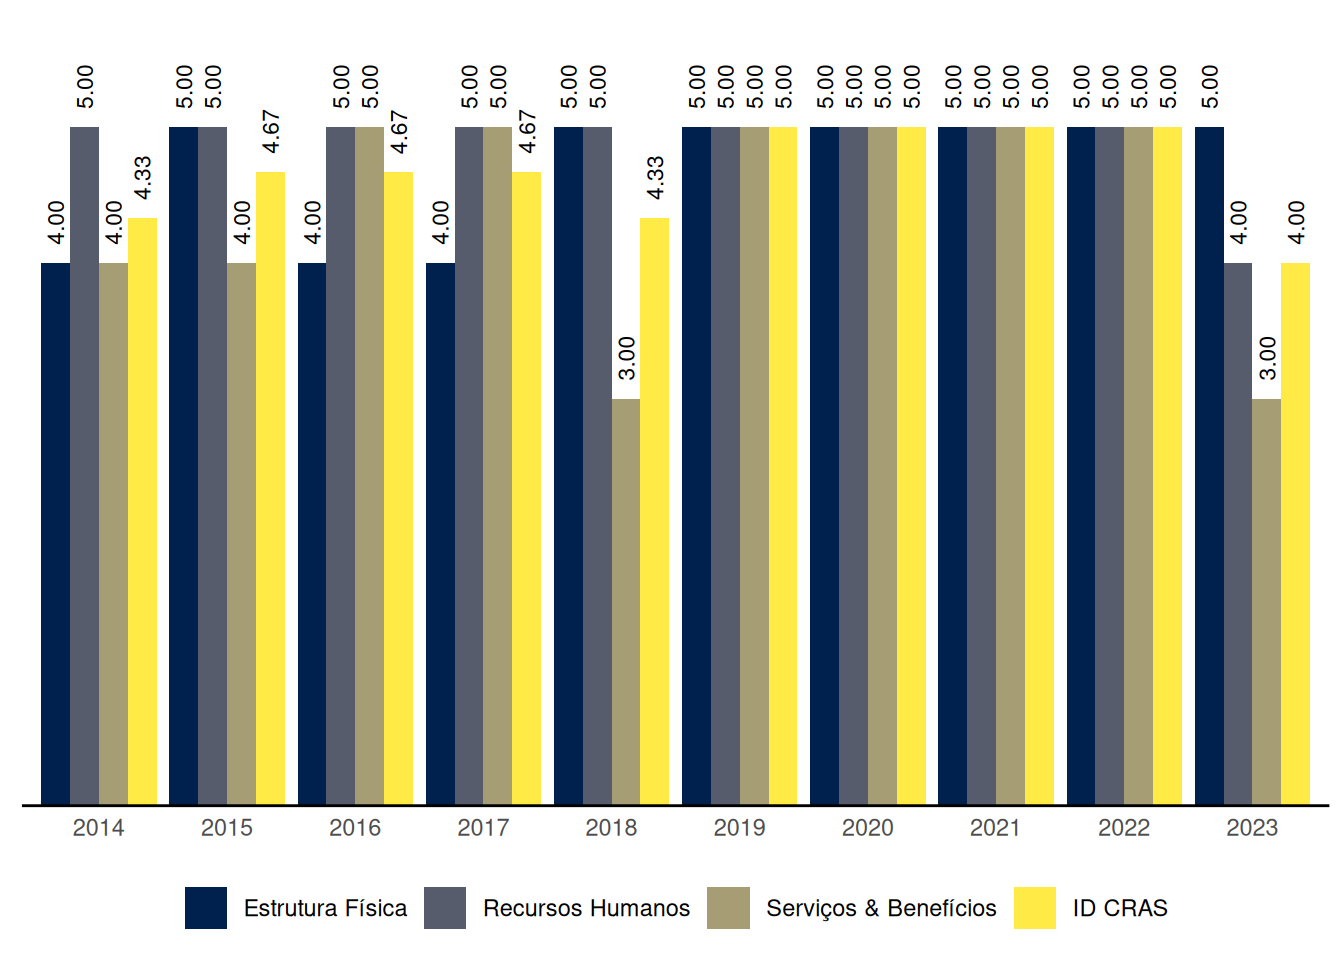 4.00 5.00 4.00 4.33 5.00 5.00 4.00 4.67 4.00 5.00 5.00 4.67 4.00 5.00 5.00 4.67 5.00 5.00 3.00 4.33 5.00 5.00 5.00 5.00 5.00 5.00 5.00 5.00 5.00 5.00 5.00 5.00 5.00 5.00 5.00 5.00 5.00 4.00 3.00 4.00
2014 2015 2016 2017 2018 2019 2020 2021 2022 2023
Estrutura Física Recursos Humanos Serviços & Benefícios ID CRAS